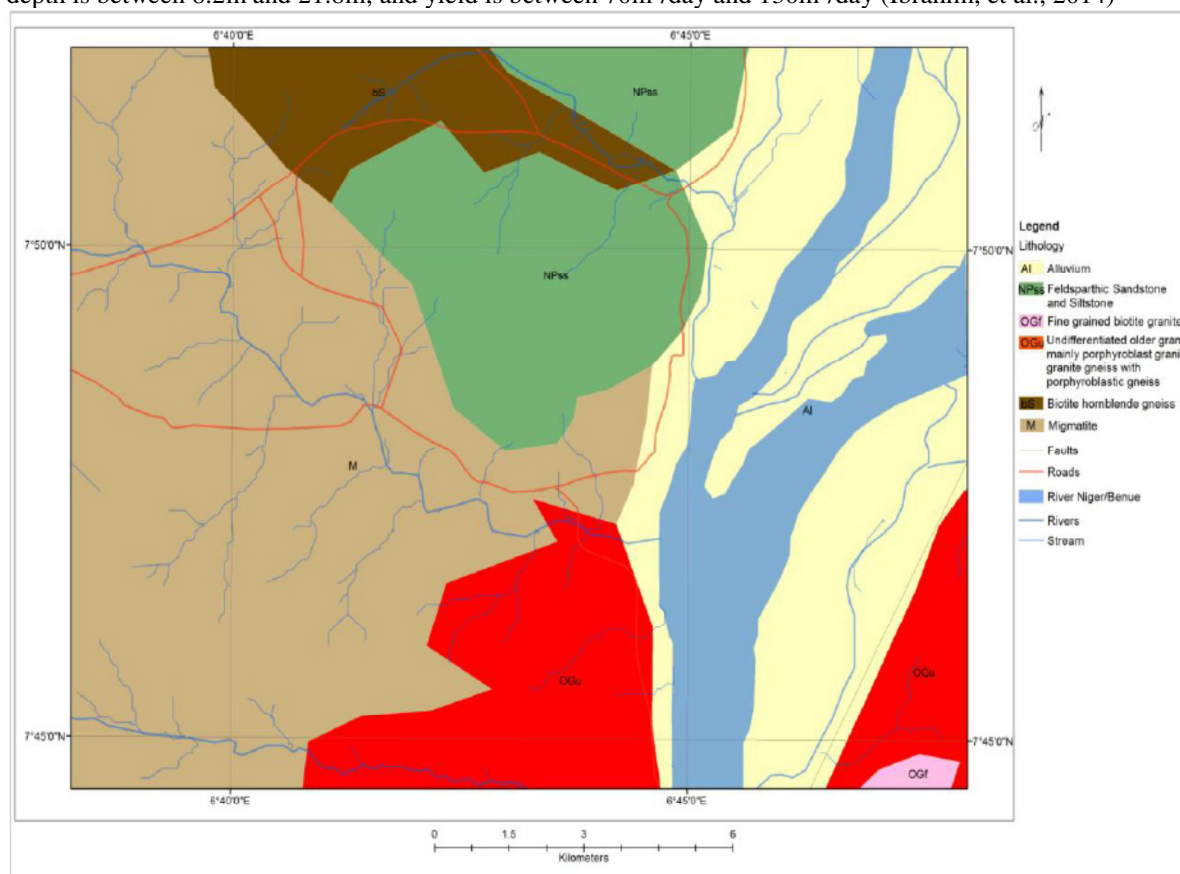 depth is between 8.2m and 21.8m, and yield is between 70m³/day and 150m³/day (Ibrahim, et al., 2014)
6°40'0"E
6°45'0"E
bS
NPss
7°50'0"N
7°50'0"N
NPss
Al
M
OGu
OGu
7°45'0"N
7°45'0"N
OGf
6°40'0"E
6°45'0"E
0 1.5 3 6
Kilometers
Legend
Lithology
Al Alluvium
NPss Feldsparthic Sandstone
and Siltstone
OGf Fine grained biotite granite
OGu Undifferentiated older gran
mainly porphyroblast grani
granite gneiss with
porphyroblastic gneiss
bS Biotite hornblende gneiss
M Migmatite
Faults
Roads
River Niger/Benue
Rivers
Stream